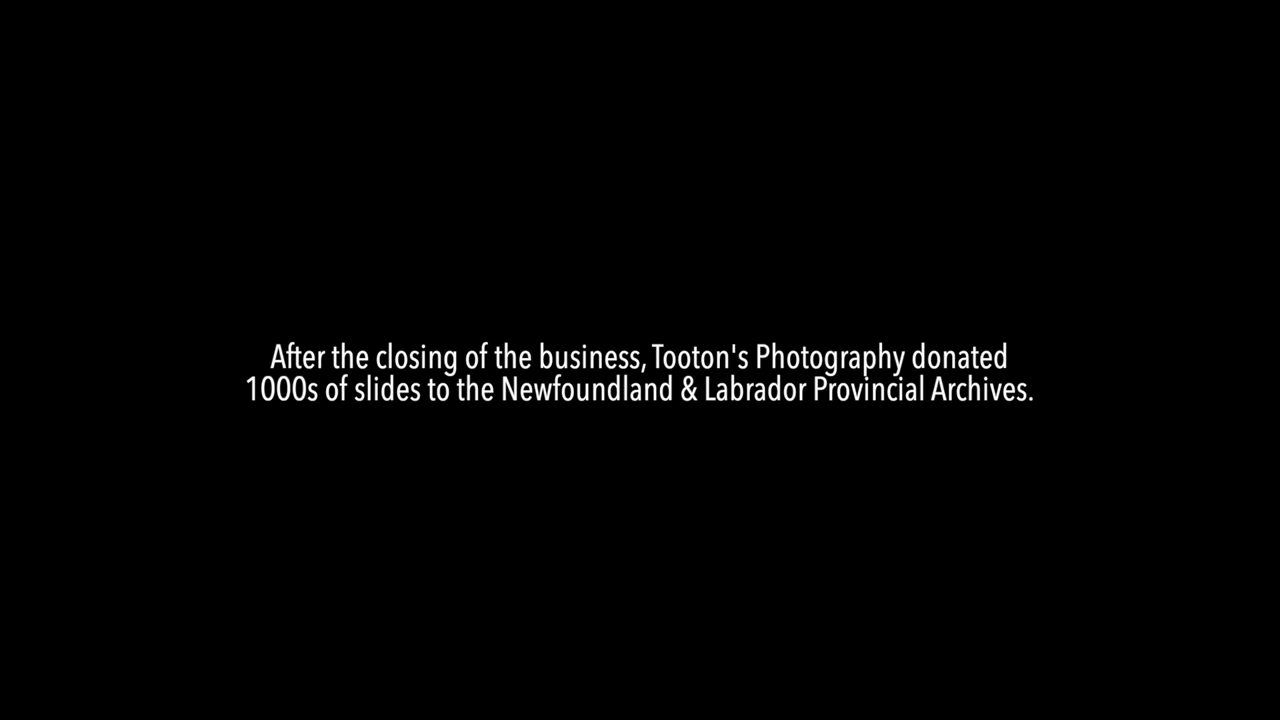 After the closing of the business, Tooton's Photography donated
1000s of slides to the Newfoundland & Labrador Provincial Archives.